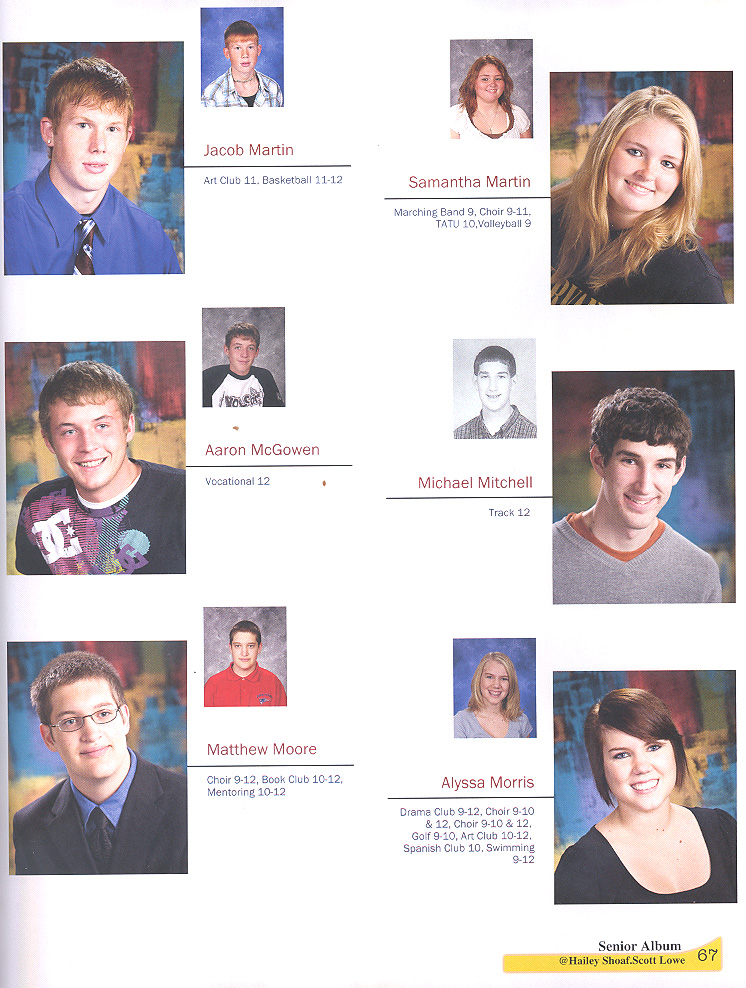 Jacob Martin
Art Club 11, Basketball 11-12
Samantha Martin
Marching Band 9, Choir 9-11,
TATU 10,Volleyball 9
Aaron McGowen
Vocational 12
Michael Mitchell
Track 12
Matthew Moore
Choir 9-12, Book Club 10-12,
Mentoring 10-12
Alyssa Morris
Drama Club 9-12, Choir 9-10
& 12, Choir 9-10 & 12,
Golf 9-10, Art Club 10-12,
Spanish Club 10, Swimming
9-12
Senior Album
@Hailey Shoaf.Scott Lowe 67